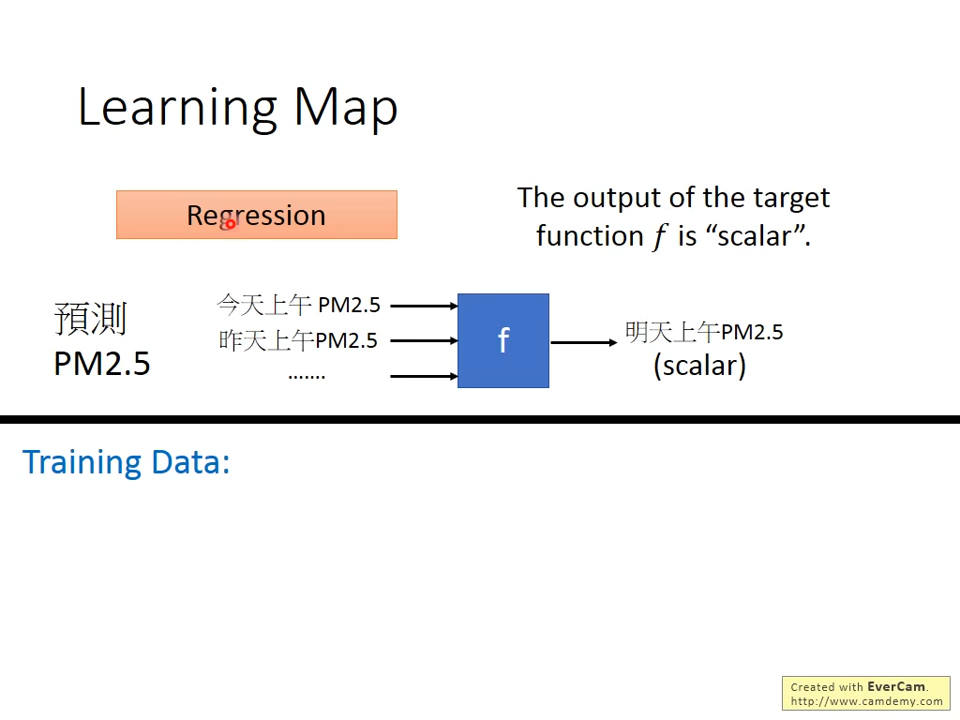 Learning Map
Regression
The output of the target
function f is “scalar”.
預測
PM2.5
今天上午 PM2.5
昨天上午PM2.5
.......
f
明天上午PM2.5
(scalar)
Training Data:
Created with EverCam.
http://www.camdemy.com